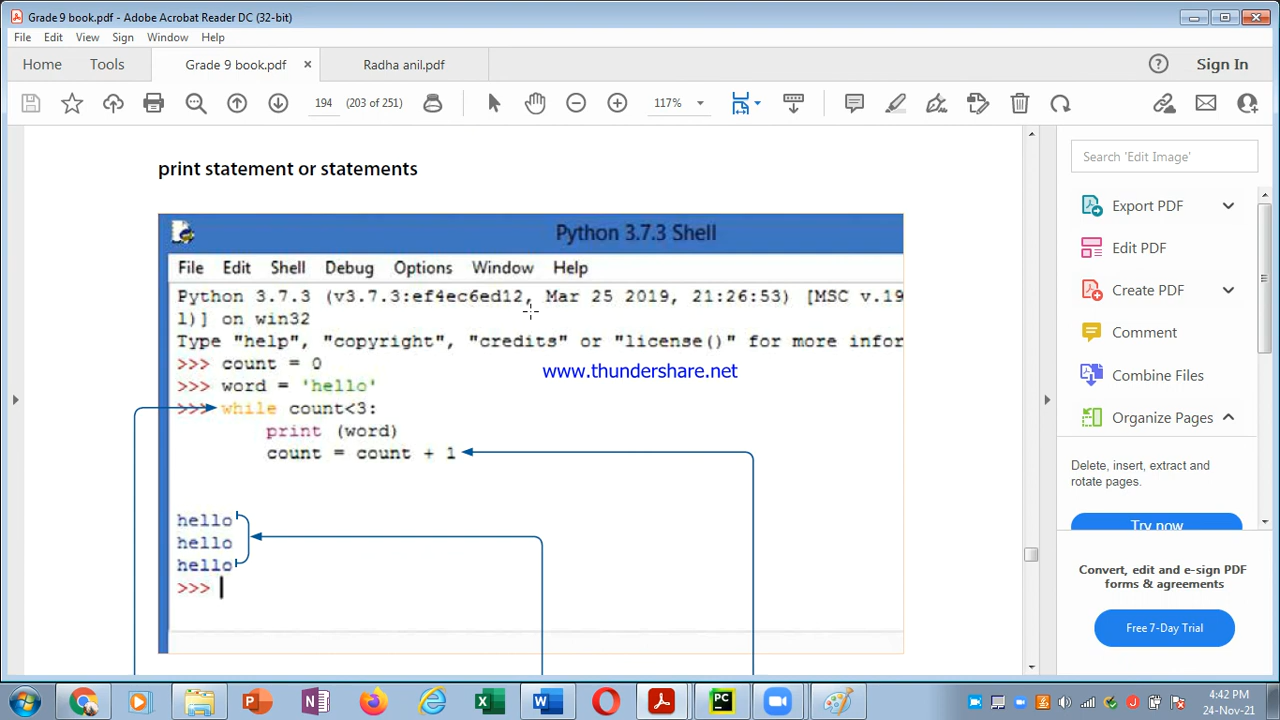 Grade 9 book.pdf - Adobe Acrobat Reader DC (32-bit)
File Edit View Sign Window Help
Home Tools Grade 9 book.pdf × Radha anil.pdf Sign In
194 (203 of 251) 117%
print statement or statements
Python 3.7.3 Shell
File Edit Shell Debug Options Window Help
Python 3.7.3 (v3.7.3:ef4ec6ed12, Mar 25 2019, 21:26:53) [MSC v.19
l)] on win32
Type "help", "copyright", "credits" or "license()" for more infor
>>> count = 0
www.thundershare.net
>>> word = 'hello'
>>> while count<3:
print (word)
count = count + 1
hello
hello
hello
>>>
Search 'Edit Image'
Export PDF
Edit PDF
Create PDF
Comment
Combine Files
Organize Pages
Delete, insert, extract and
rotate pages.
Try now
Convert, edit and e-sign PDF
forms & agreements
Free 7-Day Trial
4:42 PM
24-Nov-21